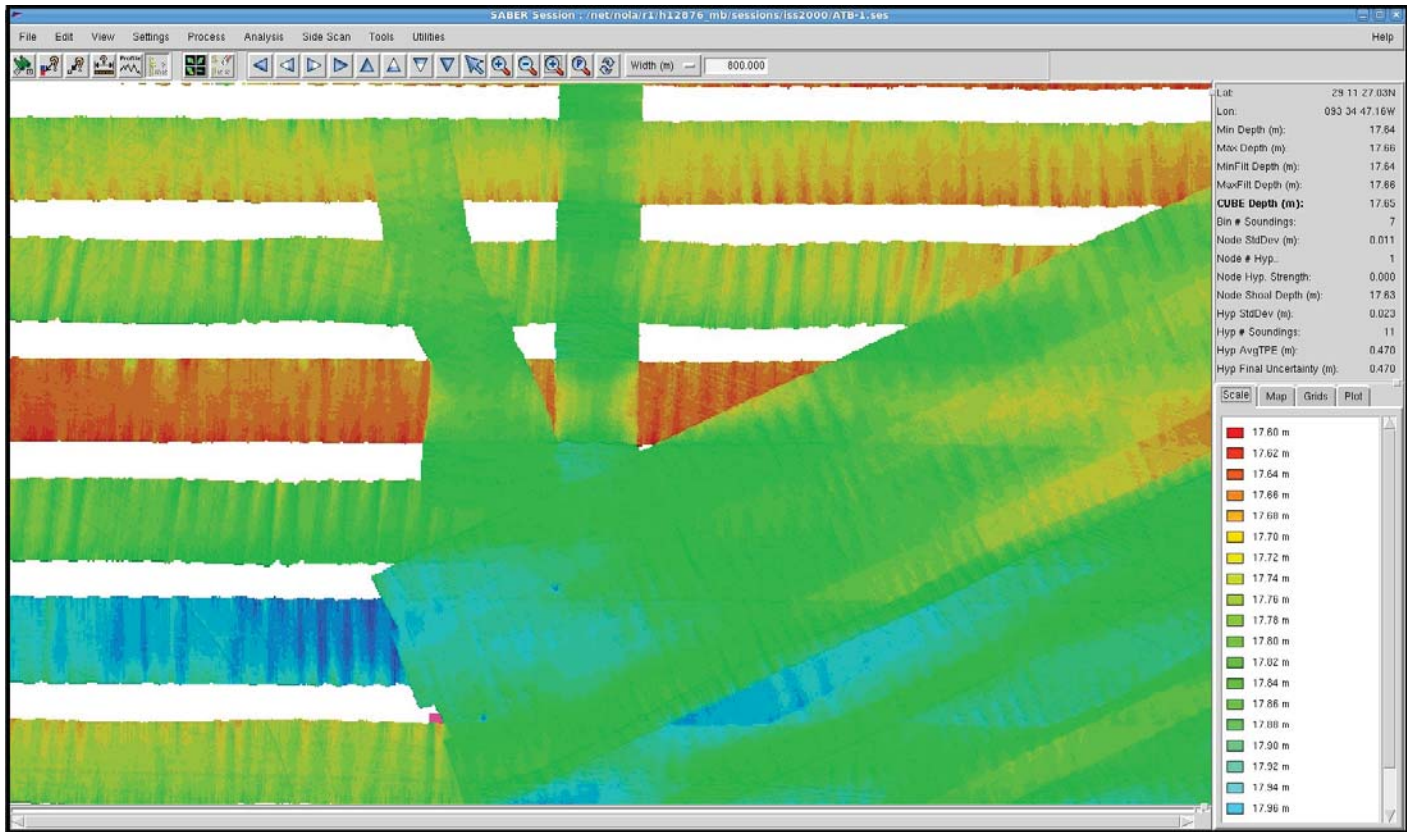 SABER Session : /net/nola/r1/h12876_mb/sessions/iss2000/ATB-1.ses
File Edit View Settings Process Analysis Side Scan Tools Utilities Help
Profile
Width (m) 800.000
Lat: 29 11 27.03N
Lon: 093 34 47.16W
Min Depth (m): 17.64
Max Depth (m) 17.66
MinFilt Depth (m): 17.64
MaxFilt Depth (m): 17.66
CUBE Depth (m): 17.65
Bin # Soundings: 7
Node StdDev (m): 0.011
Node # Hyp.: 1
Node Hyp. Strength: 0.000
Node Shoal Depth (m): 17.63
Hyp StdDev (m): 0.023
Hyp # Soundings: 11
Hyp AvgTPE (m): 0.470
Hyp Final Uncertainty (m): 0.470
Scale Map Grids Plot
17.60 m
17.62 m
17.64 m
17.66 m
17.68 m
17.70 m
17.72 m
17.74 m
17.76 m
17.78 m
17.80 m
17.82 m
17.84 m
17.86 m
17.88 m
17.90 m
17.92 m
17.94 m
17.96 m